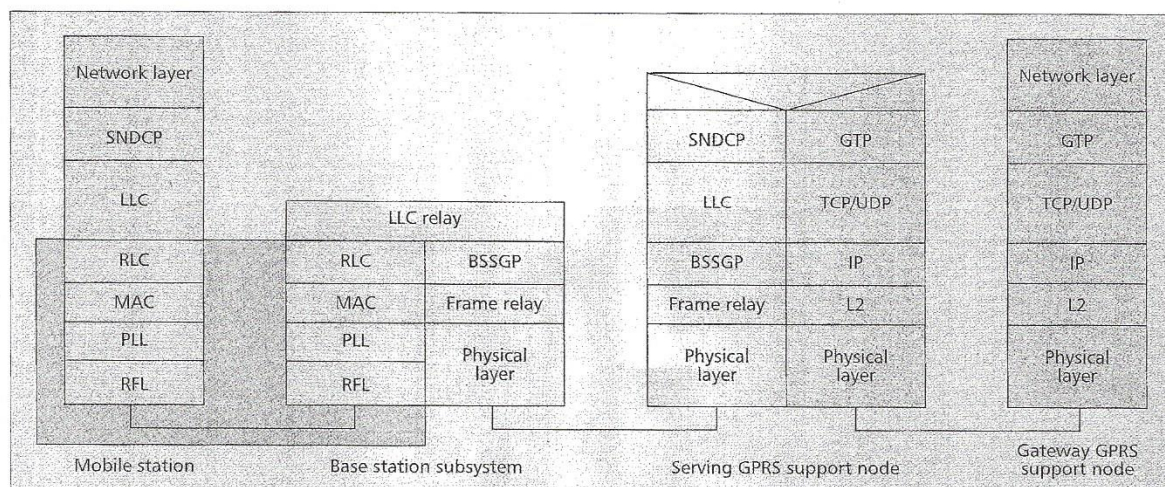 Network layer
SNDCP
LLC
RLC
MAC
PLL
RFL
Mobile station
LLC relay
RLC
BSSGP
MAC
Frame relay
PLL
Physical
layer
RFL
Base station subsystem
SNDCP
GTP
LLC
TCP/UDP
BSSGP
IP
Frame relay
L2
Physical
layer
Physical
layer
Serving GPRS support node
Network layer
GTP
TCP/UDP
IP
L2
Physical
layer
Gateway GPRS
support node